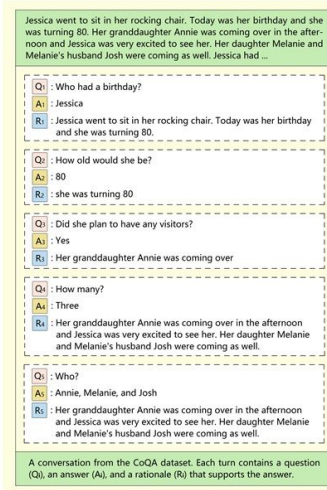 Jessica went to sit in her rocking chair. Today was her birthday and she
was turning 80. Her granddaughter Annie was coming over in the after-
noon and Jessica was very excited to see her. Her daughter Melanie and
Melanie's husband Josh were coming as well. Jessica had ...
Q1 : Who had a birthday?
A1 : Jessica
R1 : Jessica went to sit in her rocking chair. Today was her birthday
and she was turning 80.
Q2 : How old would she be?
A2 : 80
R2 : she was turning 80
Q3 : Did she plan to have any visitors?
A3 : Yes
R3 : Her granddaughter Annie was coming over
Q4 : How many?
A4 : Three
R4 : Her granddaughter Annie was coming over in the afternoon
and Jessica was very excited to see her. Her daughter Melanie
and Melanie's husband Josh were coming as well.
Q5 : Who?
A5 : Annie, Melanie, and Josh
R5 : Her granddaughter Annie was coming over in the afternoon
and Jessica was very excited to see her. Her daughter Melanie
and Melanie's husband Josh were coming as well.
A conversation from the CoQA dataset. Each turn contains a question
(Qi), an answer (Ai), and a rationale (Ri) that supports the answer.